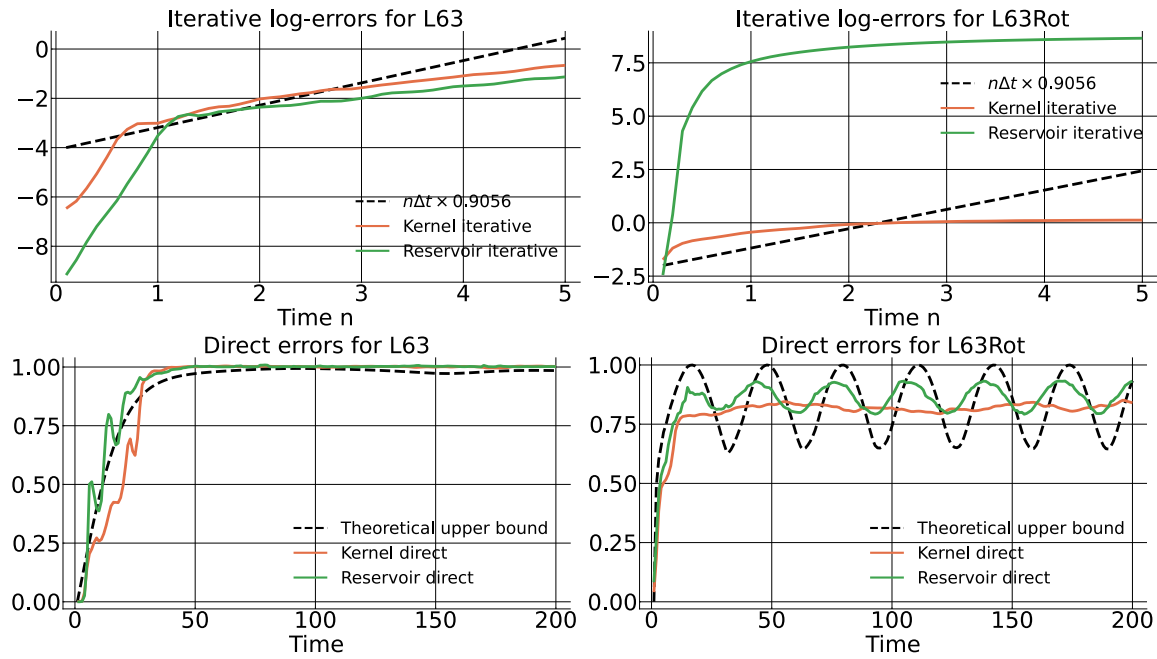 Iterative log-errors for L63
0
−2
−4
−6
−8
nΔt × 0.9056
Kernel iterative
Reservoir iterative
0 1 2 3 4 5
Time n
Iterative log-errors for L63Rot
7.5
5.0
2.5
0.0
−2.5
nΔt × 0.9056
Kernel iterative
Reservoir iterative
0 1 2 3 4 5
Time n
Direct errors for L63
1.00
0.75
0.50
0.25
0.00
Theoretical upper bound
Kernel direct
Reservoir direct
0 50 100 150 200
Time
Direct errors for L63Rot
1.00
0.75
0.50
0.25
0.00
Theoretical upper bound
Kernel direct
Reservoir direct
0 50 100 150 200
Time